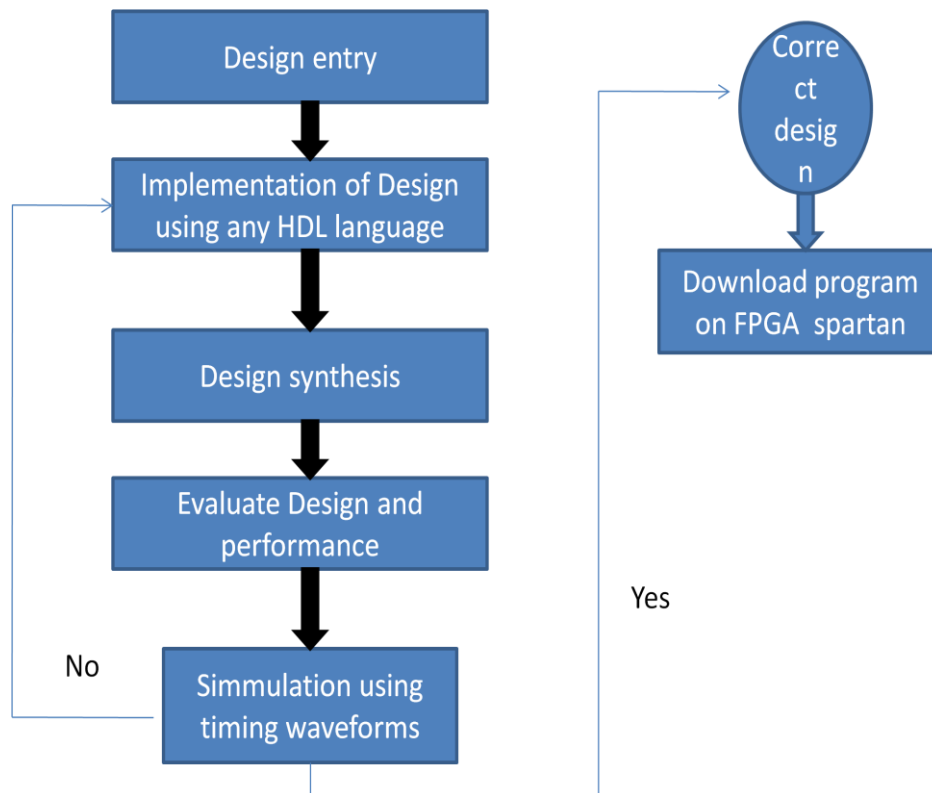 Design entry
Implementation of Design
using any HDL language
Design synthesis
Evaluate Design and
performance
No
Simmulation using
timing waveforms
Yes
Corre
ct
desig
n
Download program
on FPGA spartan